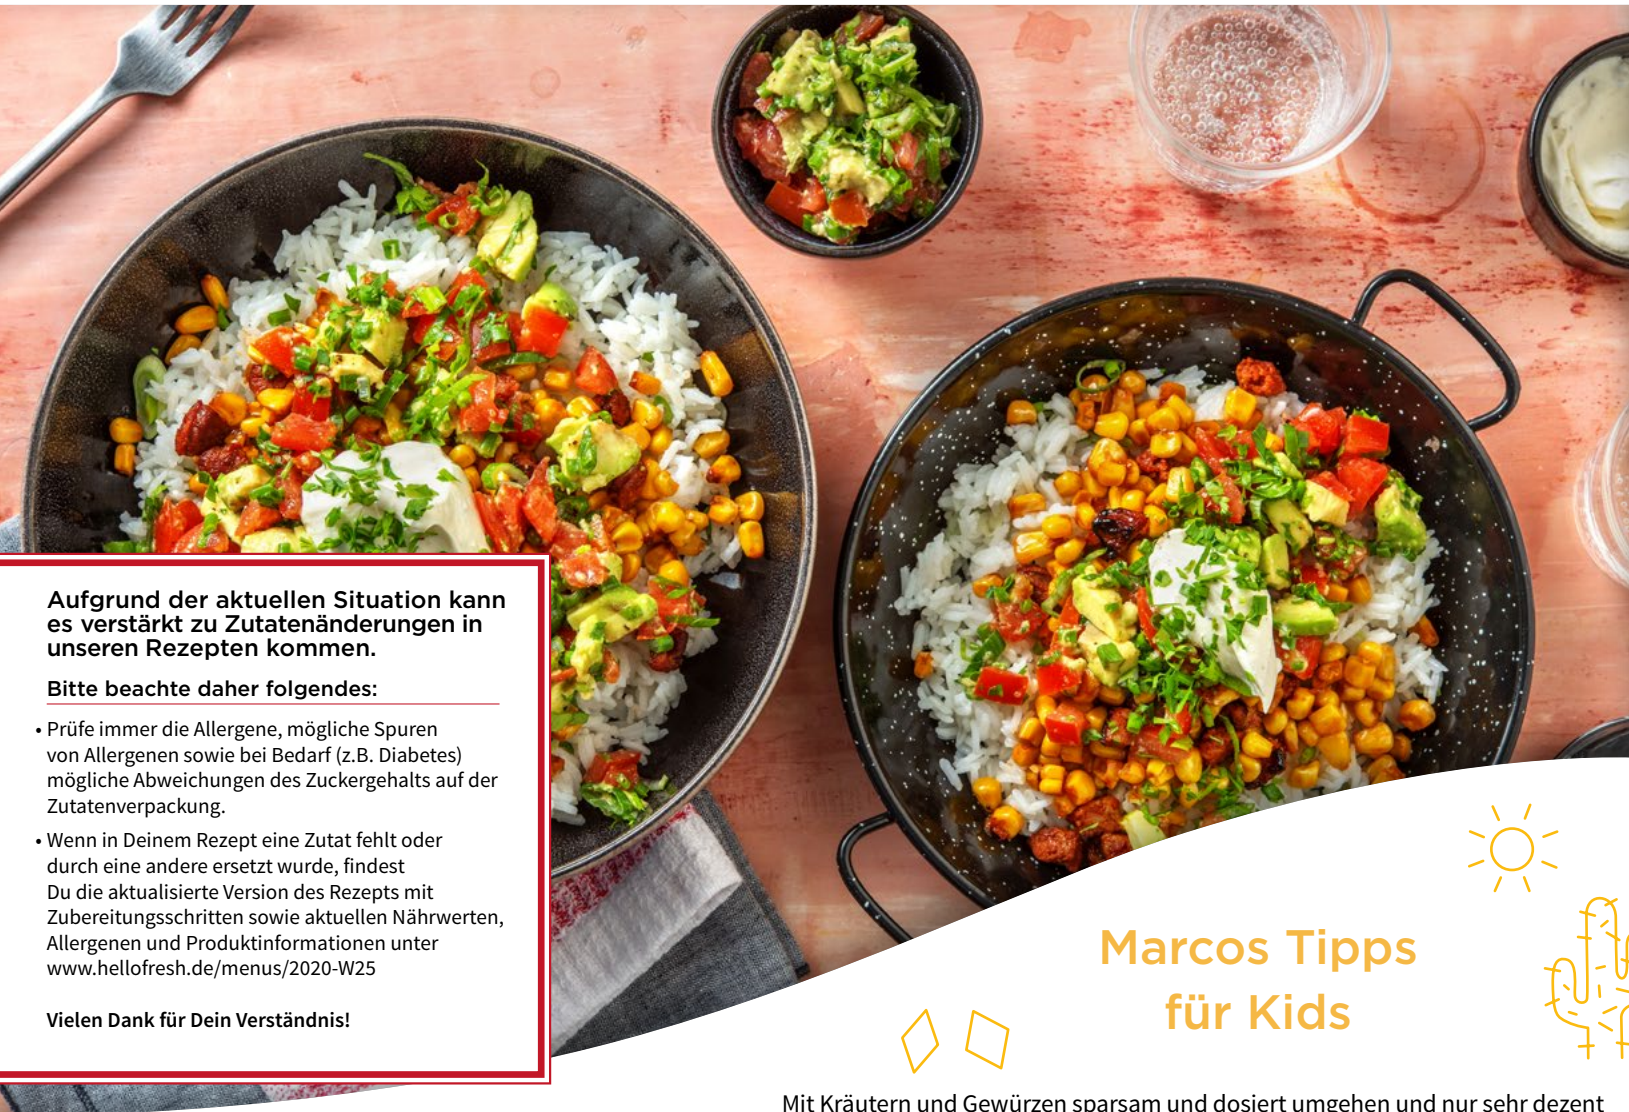 Aufgrund der aktuellen Situation kann
es verstärkt zu Zutatenänderungen in
unseren Rezepten kommen.
Bitte beachte daher folgendes:
• Prüfe immer die Allergene, mögliche Spuren
von Allergenen sowie bei Bedarf (z.B. Diabetes)
mögliche Abweichungen des Zuckergehalts auf der
Zutatenverpackung.
• Wenn in Deinem Rezept eine Zutat fehlt oder
durch eine andere ersetzt wurde, findest
Du die aktualisierte Version des Rezepts mit
Zubereitungsschritten sowie aktuellen Nährwerten,
Allergenen und Produktinformationen unter
www.hellofresh.de/menus/2020-W25
Vielen Dank für Dein Verständnis!
Marcos Tipps
für Kids
Mit Kräutern und Gewürzen sparsam und dosiert umgehen und nur sehr dezent